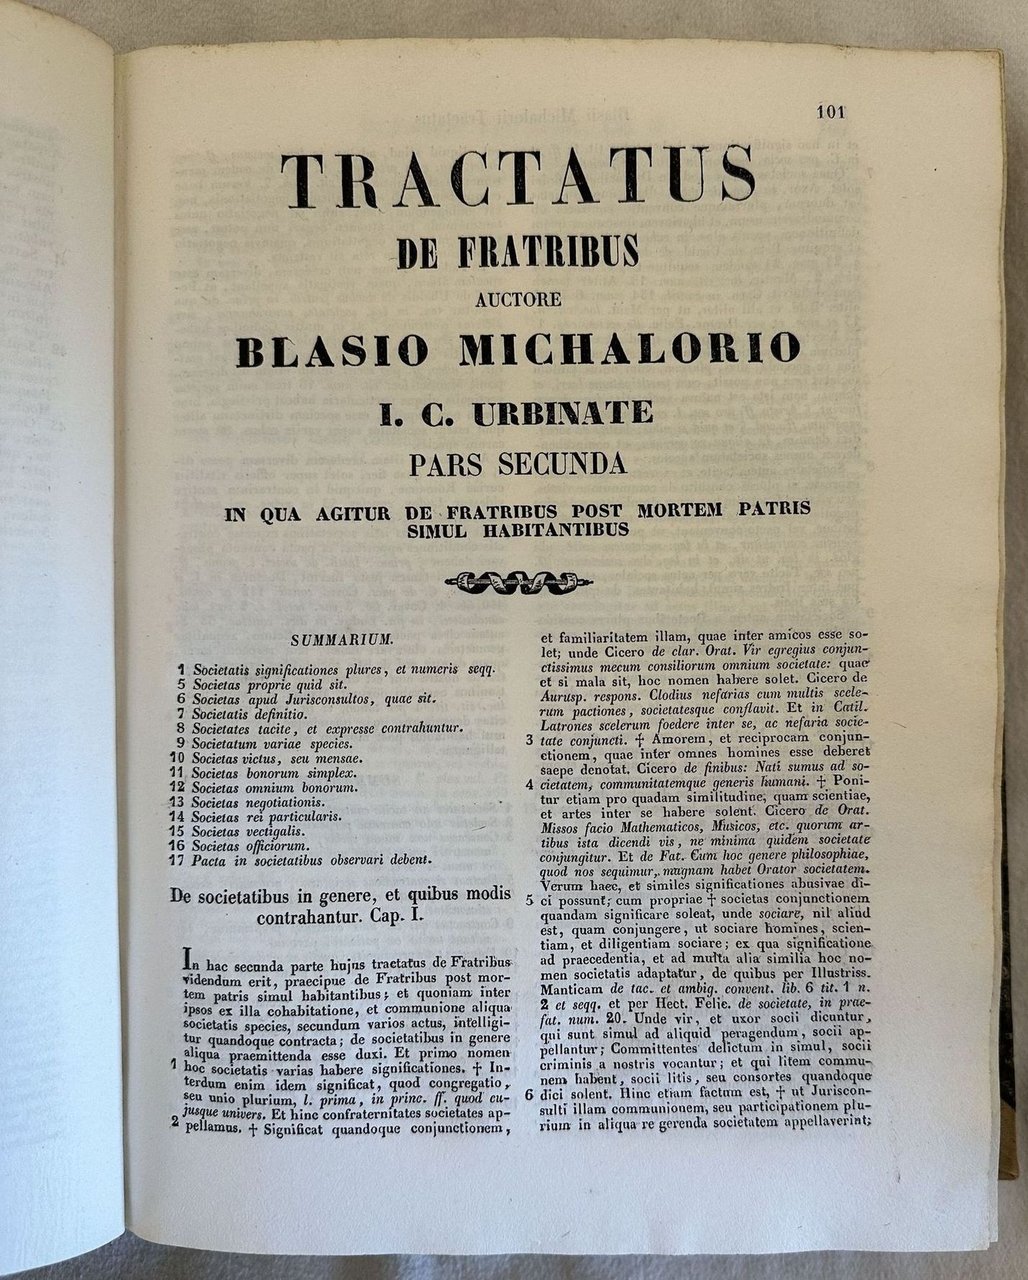 101
TRACTATUS
DE FRATRIBUS
AUCTORE
BLASIO MICHALORIO
I. C. URBINATE
PARS SECUNDA
IN QUA AGITUR DE FRATRIBUS POST MORTEM PATRIS
SIMUL HABITANTIBUS
SUMMARIUM.
1 Societatis significationes plures, et numeris seqq.
5 Societas proprie quid sit.
6 Societas apud Jurisconsultos, quae sit.
7 Societatis definitio.
8 Societates tacite, et expresse contrahuntur.
9 Societatum variae species.
10 Societas victus, seu mensae.
11 Societas bonorum simplex.
12 Societas omnium bonorum.
13 Societas negotiationis.
14 Societas rei particularis.
15 Societas vectigalis.
16 Societas officiorum.
17 Pacta in societatibus observari debent.
De societatibus in genere, et quibus modis
contrahantur. Cap. I.
In hac secunda parte hujus tractatus de Fratribus
videndum erit, praecipue de Fratribus post mor-
tem patris simul habitantibus; et quoniam inter
ipsos ex illa cohabitatione, et communione aliqua
societatis species, secundum varios actus, intelligi-
tur quandoque contracta; de societatibus in genere
aliqua praemittenda esse duxi. Et primo nomen
1 hoc societatis varias habere significationes. † In-
terdum enim idem significat, quod congregatio,
seu unio plurium, l. prima, in princ. ff. quod cu-
jusque univers. Et hinc confraternitates societates ap-
2 pellamus. † Significat quandoque conjunctionem,
et familiaritatem illam, quae inter amicos esse so-
let; unde Cicero de clar. Orat. Vir egregius conjun-
ctissimus mecum consiliorum omnium societate: quae
et si mala sit, hoc nomen habere solet. Cicero de
Aurusp. respons. Clodius nefarias cum multis scele-
rum pactiones, societatesque conflavit. Et in Catil.
Latrones scelerum foedere inter se, ac nefaria socie-
3 tate conjuncti. † Amorem, et reciprocam conjun-
ctionem, quae inter omnes homines esse deberet
saepe denotat. Cicero de finibus: Nati sumus ad so-
4 cietatem, communitatemque generis humani. † Poni-
tur etiam pro quadam similitudine, quam scientiae,
et artes inter se habere solent. Cicero de Orat.
Missos facio Mathematicos, Musicos, etc. quorum ar-
tibus ista dicendi vis, ne minima quidem societate
conjungitur. Et de Fat. Cum hoc genere philosophiae,
quod nos sequimur, magnam habet Orator societatem.
Verum haec, et similes significationes abusivae di-
5 ci possunt; cum propriae † societas conjunctionem
quandam significare soleat, unde sociare, nil aliud
est, quam conjungere, ut sociare homines, scien-
tiam, et diligentiam sociare; ex qua significatione
ad praecedentia, et ad multa alia similia hoc no-
men societatis adaptatur, de quibus per Illustriss.
Manticam de tac. et ambig. convent. lib. 6 tit. 1 n.
2 et seqq. et per Hect. Felic. de societate, in prae-
fat. num. 20. Unde vir, et uxor socii dicuntur,
qui sunt simul ad aliquid peragendum, socii ap-
pellantur; Committentes delictum in simul, socii
criminis a nostris vocantur; et qui litem commu-
nem habent, socii litis, seu consortes quandoque
6 dici solent. Hinc etiam factum est, † ut Juriscon-
sulti illam communionem, seu participationem plu-
rium in aliqua re gerenda societatem appellaverint;